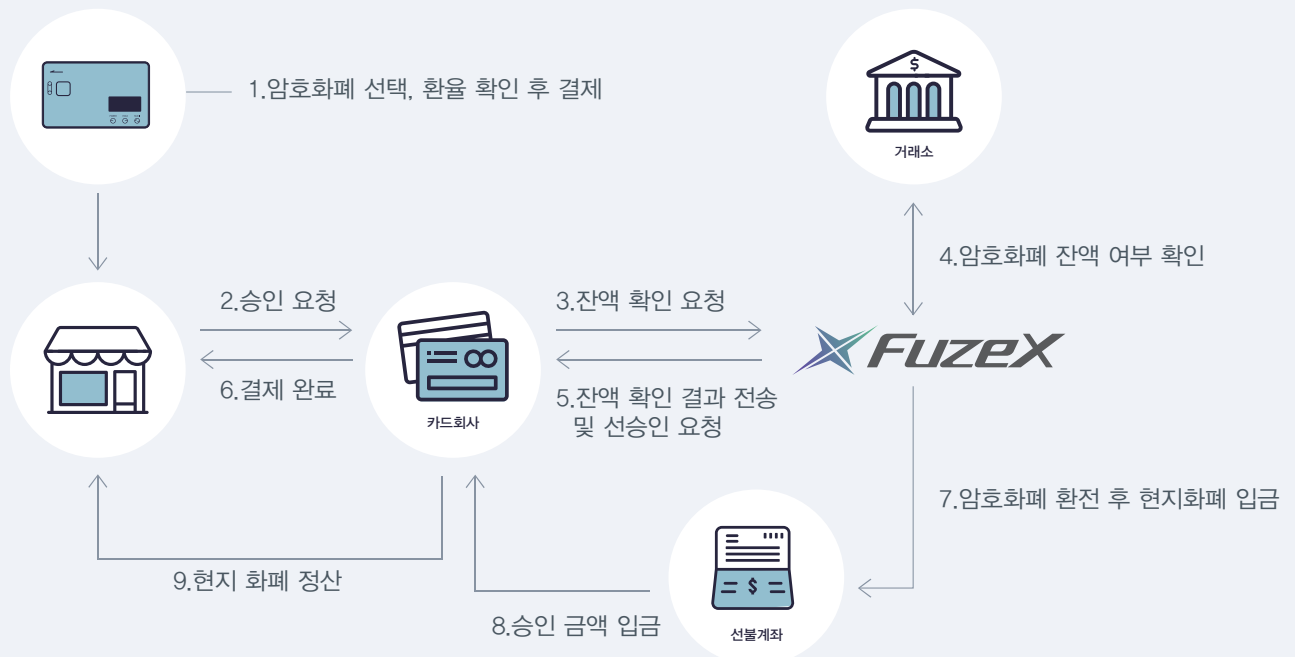 1.암호화폐 선택, 환율 확인 후 결제
$
거래소
4.암호화폐 잔액 여부 확인
2.승인 요청
3.잔액 확인 요청
FuzeX
6.결제 완료
카드회사
5.잔액 확인 결과 전송
및 선승인 요청
7.암호화폐 환전 후 현지화폐 입금
9.현지 화폐 정산
$
8.승인 금액 입금
선불계좌